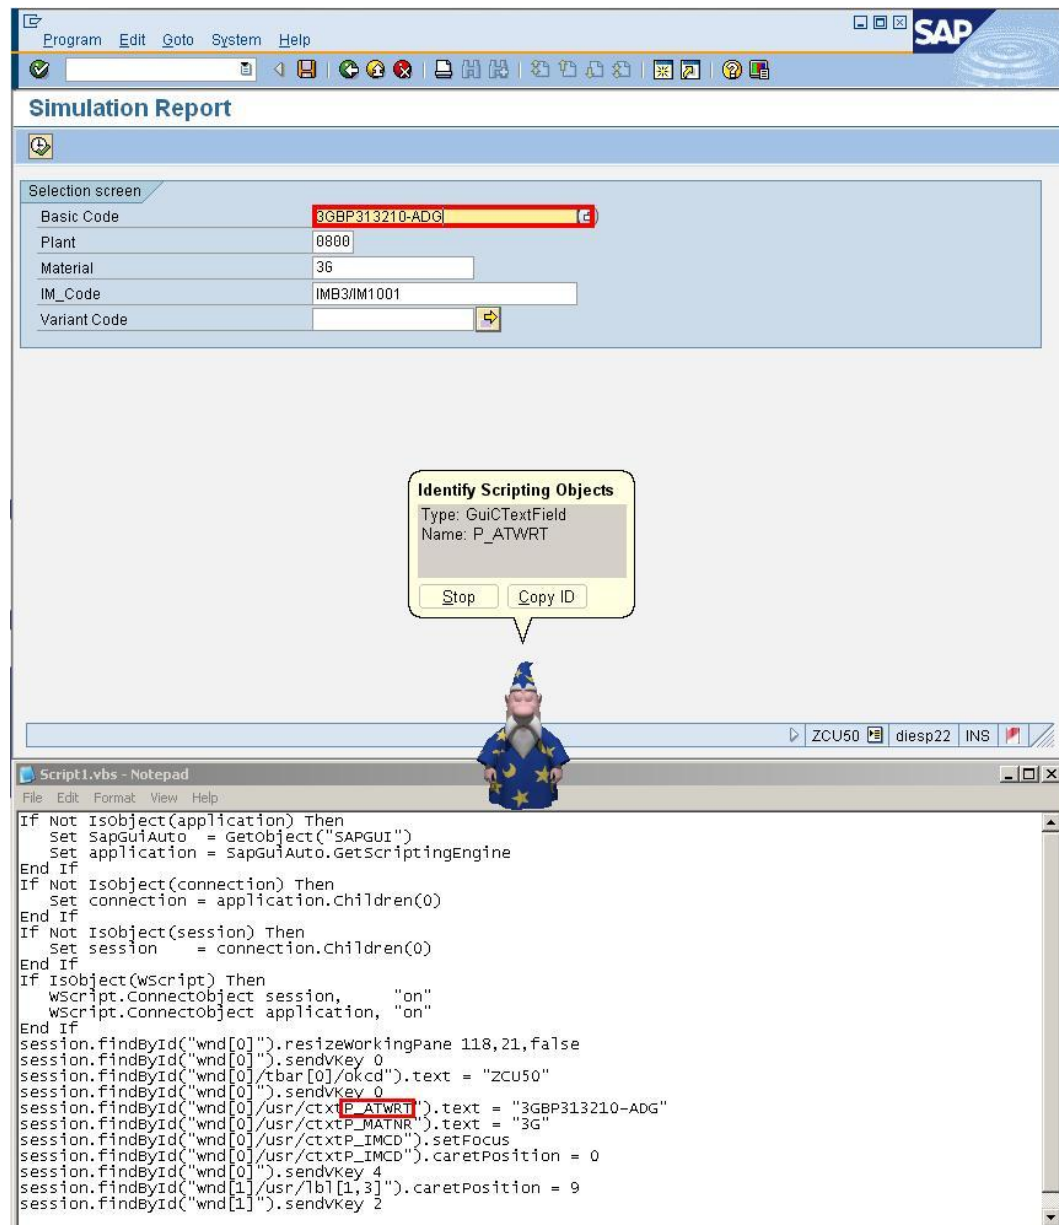 Program Edit Goto System Help
SAP
Simulation Report
Selection screen
Basic Code 3GBP313210-ADG
Plant 0800
Material 3G
IM_Code IMB3/IM1001
Variant Code
Identify Scripting Objects
Type: GuiCTextField
Name: P_ATWRT
Stop Copy ID
ZCU50 diesp22 INS
Script1.vbs - Notepad
File Edit Format View Help
If Not IsObject(application) Then
   Set SapGuiAuto  = GetObject("SAPGUI")
   Set application = SapGuiAuto.GetScriptingEngine
End If
If Not IsObject(connection) Then
   Set connection = application.Children(0)
End If
If Not IsObject(session) Then
   Set session    = connection.Children(0)
End If
If IsObject(WScript) Then
   WScript.ConnectObject session,     "on"
   WScript.ConnectObject application, "on"
End If
session.findById("wnd[0]").resizeWorkingPane 118,21,false
session.findById("wnd[0]").sendVKey 0
session.findById("wnd[0]/tbar[0]/okcd").text = "ZCU50"
session.findById("wnd[0]").sendVKey 0
session.findById("wnd[0]/usr/ctxtP_ATWRT").text = "3GBP313210-ADG"
session.findById("wnd[0]/usr/ctxtP_MATNR").text = "3G"
session.findById("wnd[0]/usr/ctxtP_IMCD").setFocus
session.findById("wnd[0]/usr/ctxtP_IMCD").caretPosition = 0
session.findById("wnd[0]").sendVKey 4
session.findById("wnd[1]/usr/lbl[1,3]").caretPosition = 9
session.findById("wnd[1]").sendVKey 2